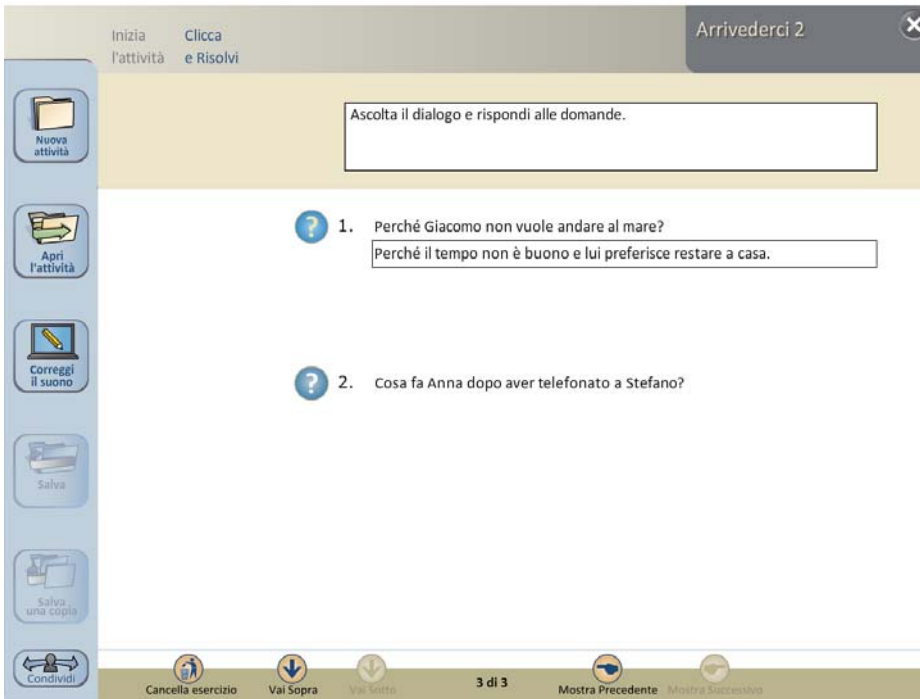 Inizia
l'attività
Clicca
e Risolvi
Arrivederci 2
Nuova
attività
Apri
l'attività
Correggi
il suono
Salva
Salva
una copia
Condividi
Ascolta il dialogo e rispondi alle domande.
1. Perché Giacomo non vuole andare al mare?
Perché il tempo non è buono e lui preferisce restare a casa.
2. Cosa fa Anna dopo aver telefonato a Stefano?
Cancella esercizio
Vai Sopra
Vai Sotto
3 di 3
Mostra Precedente
Mostra Successivo